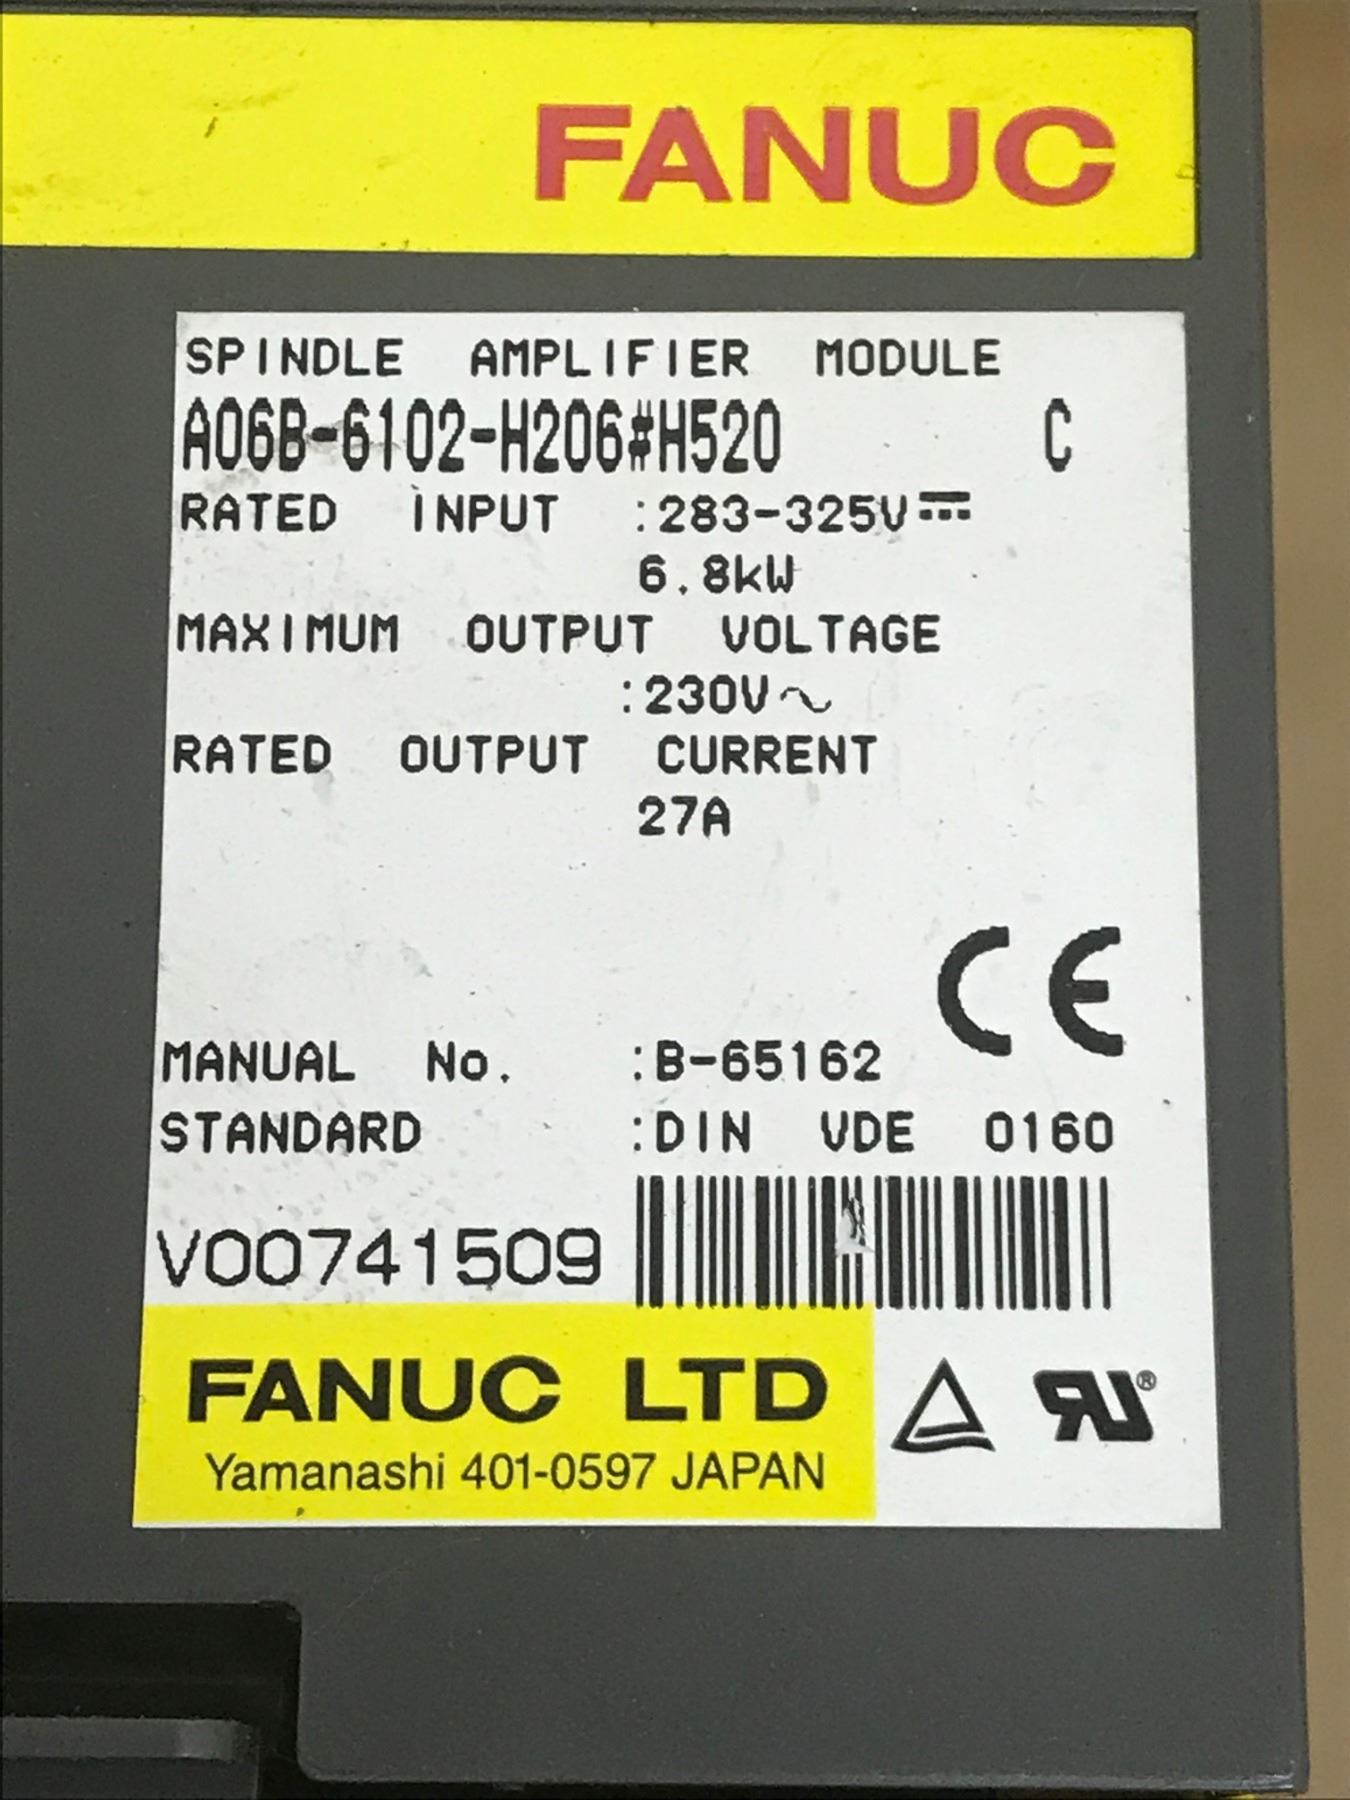 FANUC
SPINDLE AMPLIFIER MODULE
A06B-6102-H206#H520 C
RATED INPUT :283-325V⎓
6.8kW
MAXIMUM OUTPUT VOLTAGE
:230V~
RATED OUTPUT CURRENT
27A
CE
MANUAL No. :B-65162
STANDARD :DIN VDE 0160
V00741509
FANUC LTD
Yamanashi 401-0597 JAPAN
RU®